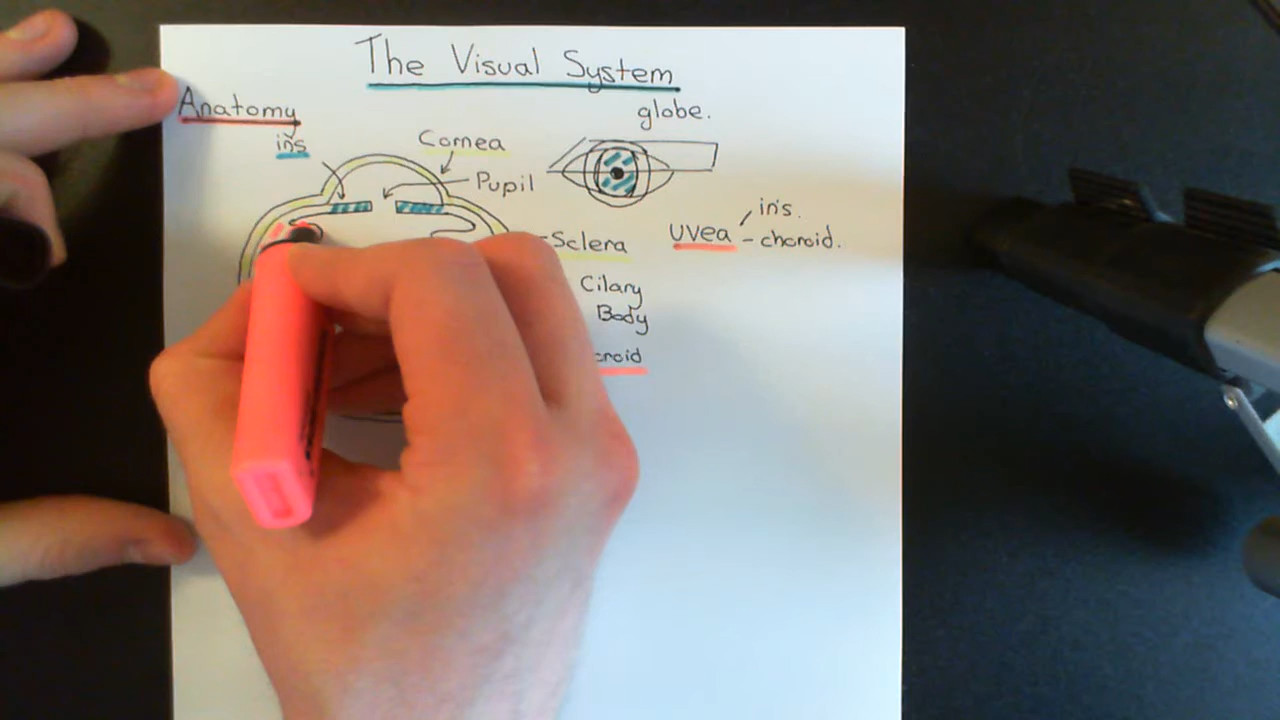 The Visual System
Anatomy
globe.
iris
Cornea
Pupil
Sclera
uvea
iris.
choroid.
Cilary
Body